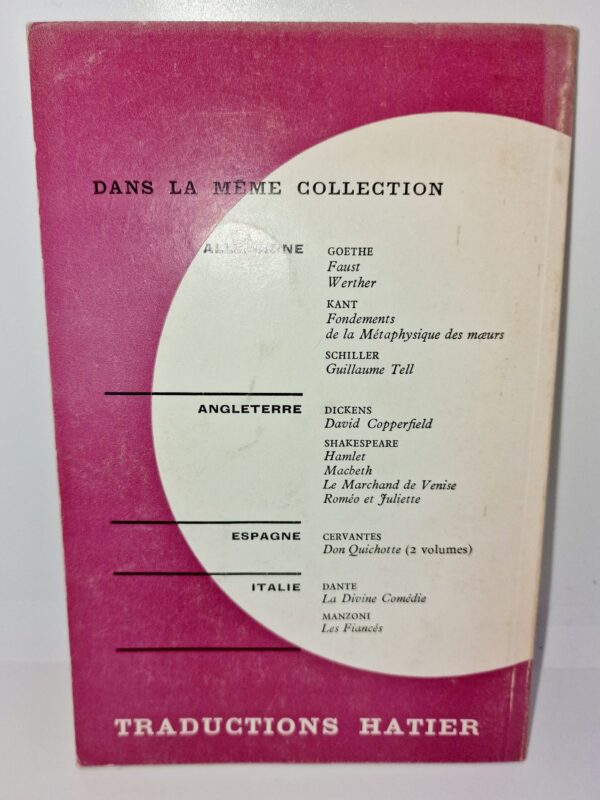 DANS LA MÊME COLLECTION
ALLEMAGNE
GOETHE
Faust
Werther
KANT
Fondements
de la Métaphysique des mœurs
SCHILLER
Guillaume Tell
ANGLETERRE
DICKENS
David Copperfield
SHAKESPEARE
Hamlet
Macbeth
Le Marchand de Venise
Roméo et Juliette
ESPAGNE
CERVANTES
Don Quichotte (2 volumes)
ITALIE
DANTE
La Divine Comédie
MANZONI
Les Fiancés
TRADUCTIONS HATIER